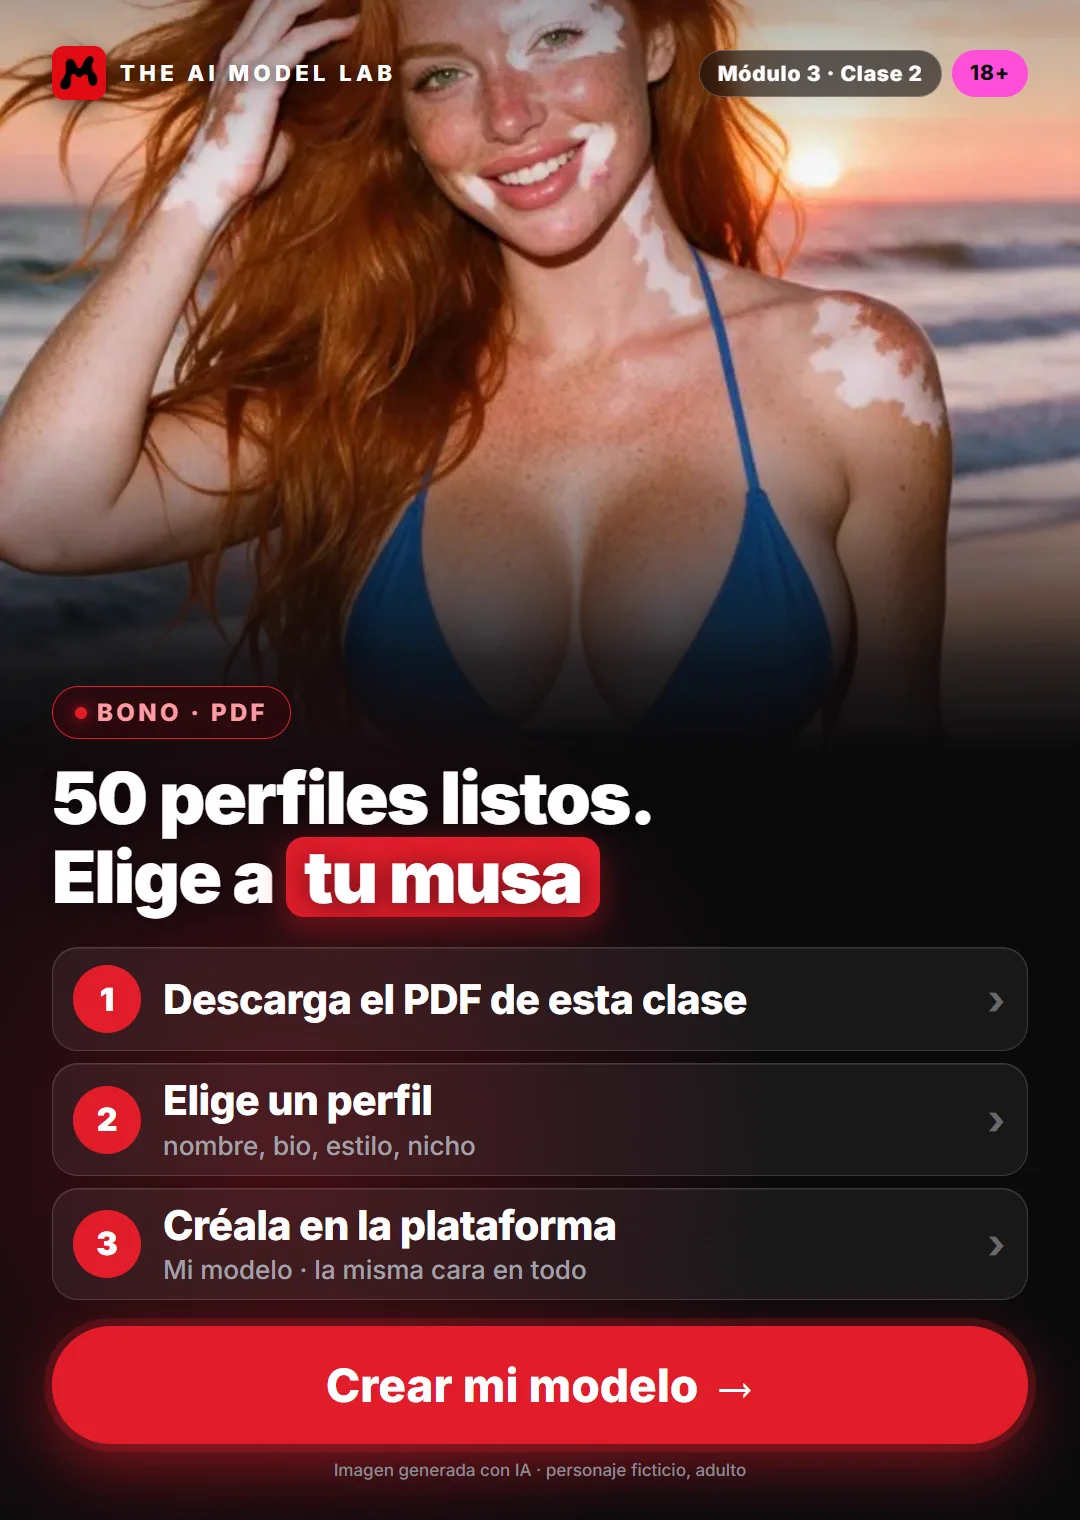 THE AI MODEL LAB
Módulo 3 · Clase 2
18+
BONO · PDF
50 perfiles listos.
Elige a tu musa
1
Descarga el PDF de esta clase
2
Elige un perfil
nombre, bio, estilo, nicho
3
Créala en la plataforma
Mi modelo · la misma cara en todo
Crear mi modelo →
Imagen generada con IA · personaje ficticio, adulto